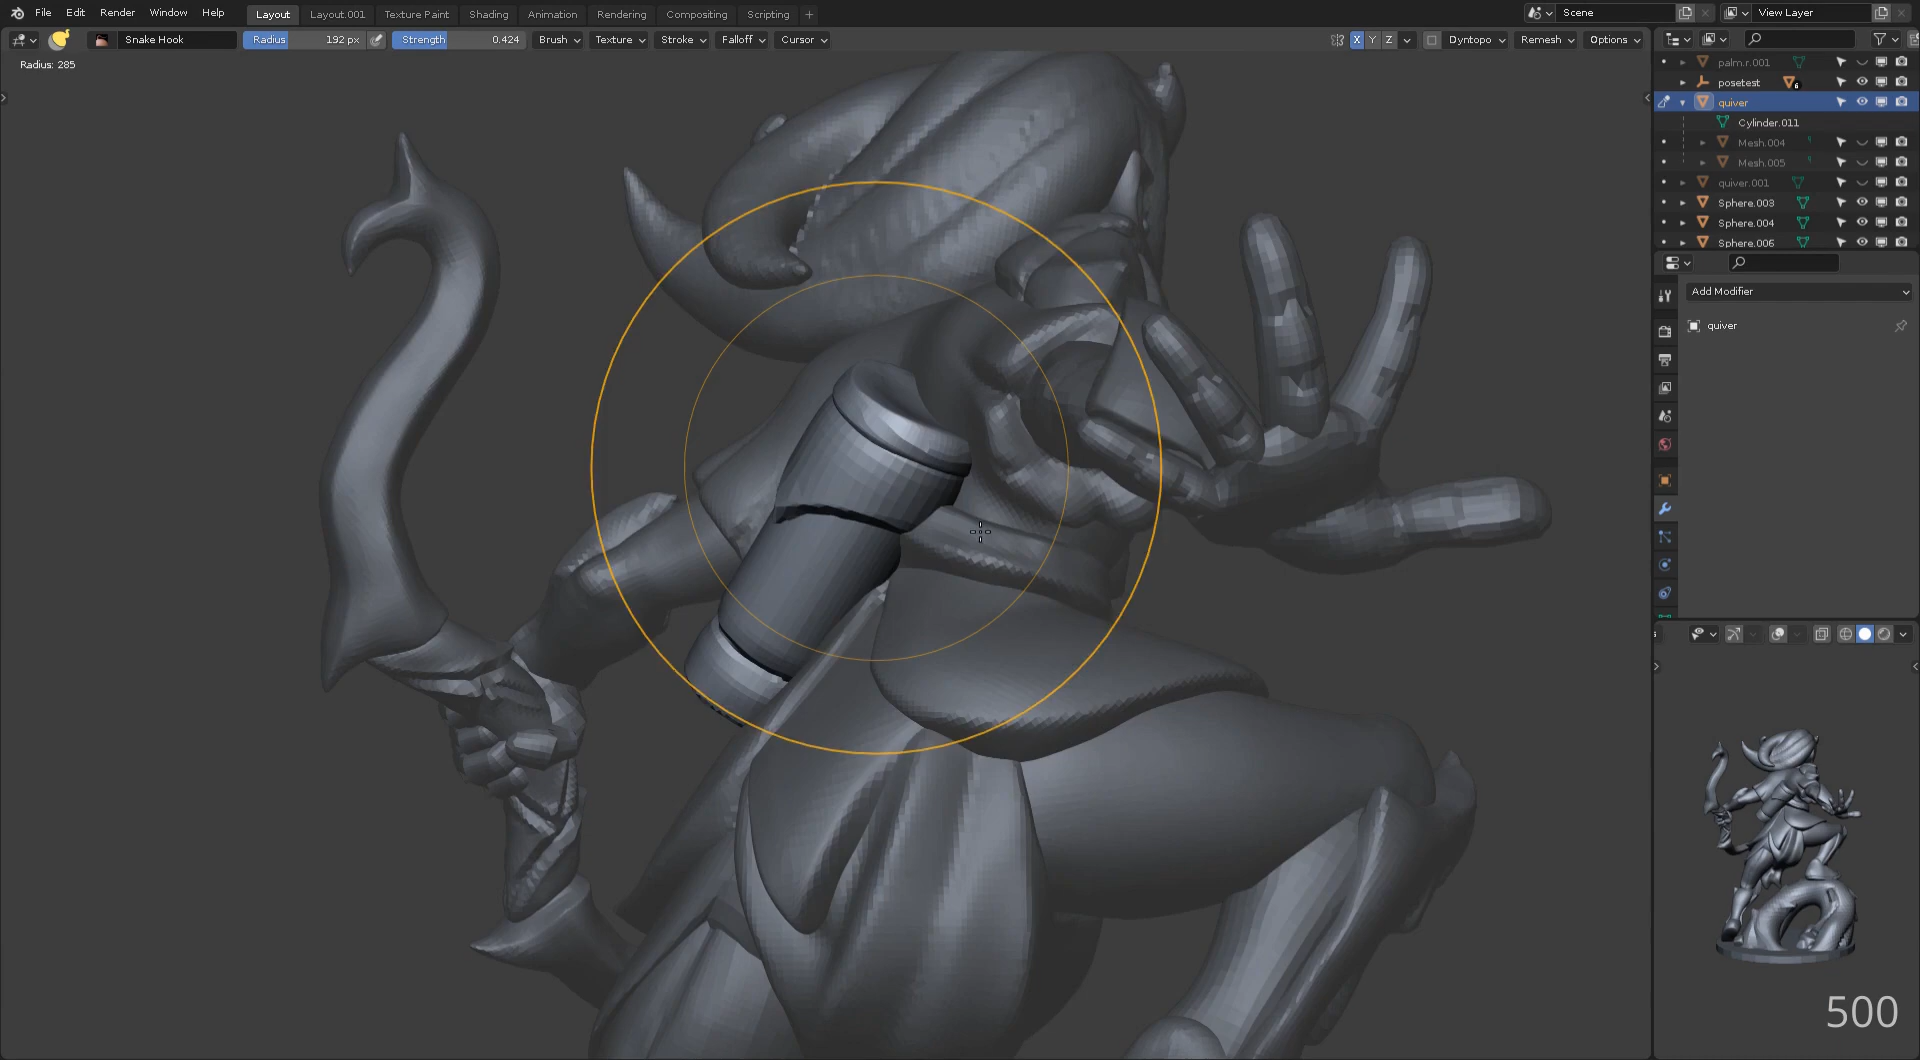 File Edit Render Window Help Layout Layout.001 Texture Paint Shading Animation Rendering Compositing Scripting + Scene View Layer
Snake Hook Radius 192 px Strength 0.424 Brush Texture Stroke Falloff Cursor X Y Z Dyntopo Remesh Options
Radius: 285
palm.r.001
posetest 6
quiver
Cylinder.011
Mesh.004
Mesh.005
quiver.001
Sphere.003
Sphere.004
Sphere.006
Add Modifier
quiver
500